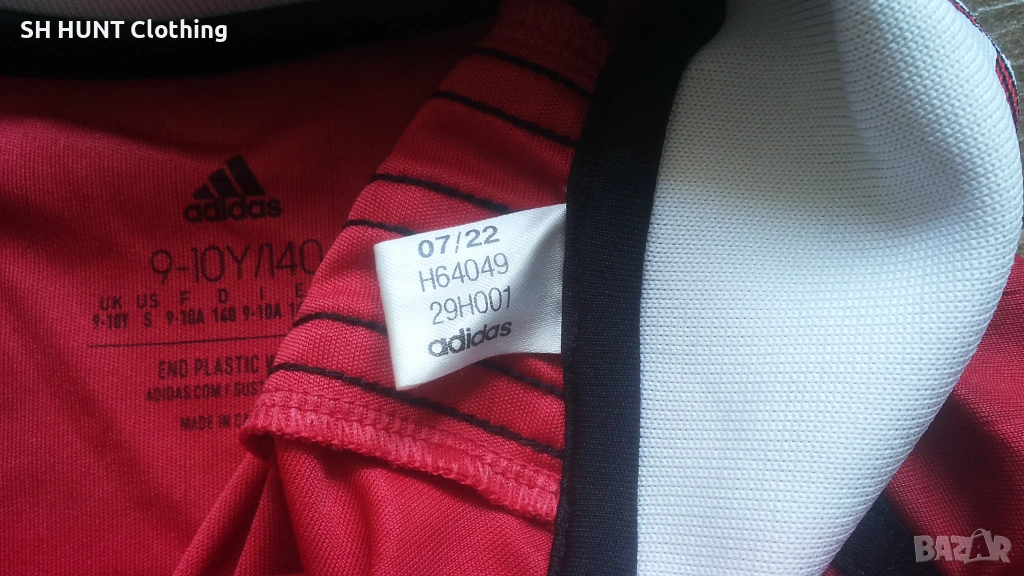 SH HUNT Clothing
adidas
9-10Y/140
UK US F D I E
9-10Y S 9-10A 140 9-10A
END PLASTIC
ADIDAS.COM /
MADE IN
07/22
H64049
29H001
adidas
BAZAR